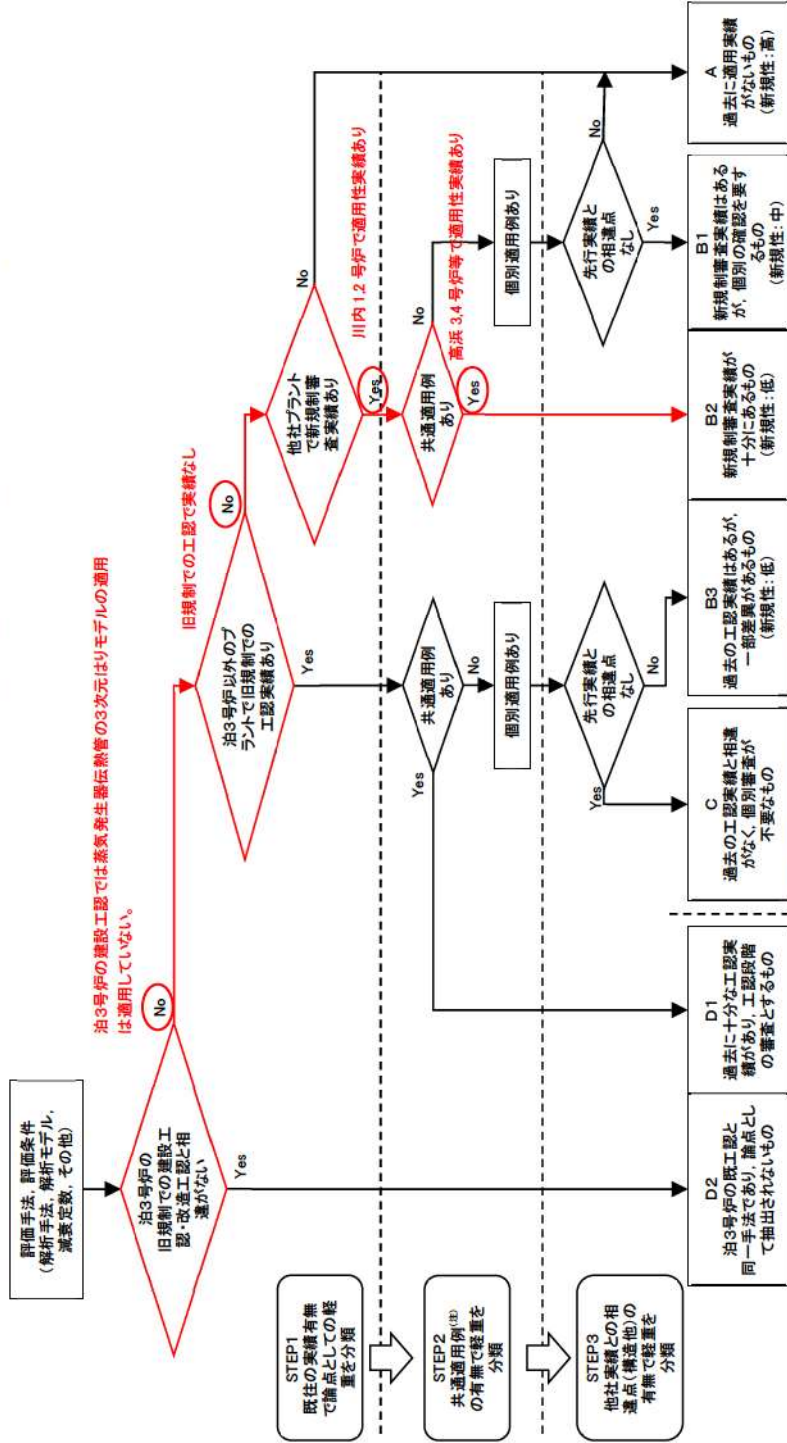 評価手法，評価条件
（解析手法，解析モデル，
減衰定数，その他）
泊3号炉の
旧規制での建設工
認・改造工認と相
違がない
Yes
No
泊3号炉の建設工認では蒸気発生器伝熱管の3次元はりモデルの適用
は適用していない。
泊3号炉以外のプ
ラントで旧規制での
工認実績あり
Yes
No
旧規制での工認で実績なし
他社プラント
で新規制審
査実績あり
No
Yes
川内 1,2 号炉で適用性実績あり
STEP1
既往の実績有無
で論点としての軽
重を分類
STEP2
共通適用例(注)
の有無で軽重を
分類
STEP3
他社実績との相
違点(構造他)の
有無で軽重を
分類
共通適用例
あり
Yes
No
個別適用例あり
先行実績と
の相違点
なし
Yes
No
共通適用例
あり
Yes
No
高浜 3,4 号炉等で適用性実績あり
個別適用例あり
先行実績と
の相違点
なし
No
Yes
D2
泊3号炉の既工認と
同一手法であり，論点とし
て抽出されないもの
D1
過去に十分な工認実
績があり，工認段階
の審査とするもの
C
過去の工認実績と相違
がなく，個別審査が
不要なもの
B3
過去の工認実績はあるが，
一部差異があるもの
（新規性：低）
B2
新規制審査実績が
十分にあるもの
（新規性：低）
B1
新規制審査実績はある
が，個別の確認を要す
るもの
（新規性：中）
A
過去に適用実績
がないもの
（新規性：高）